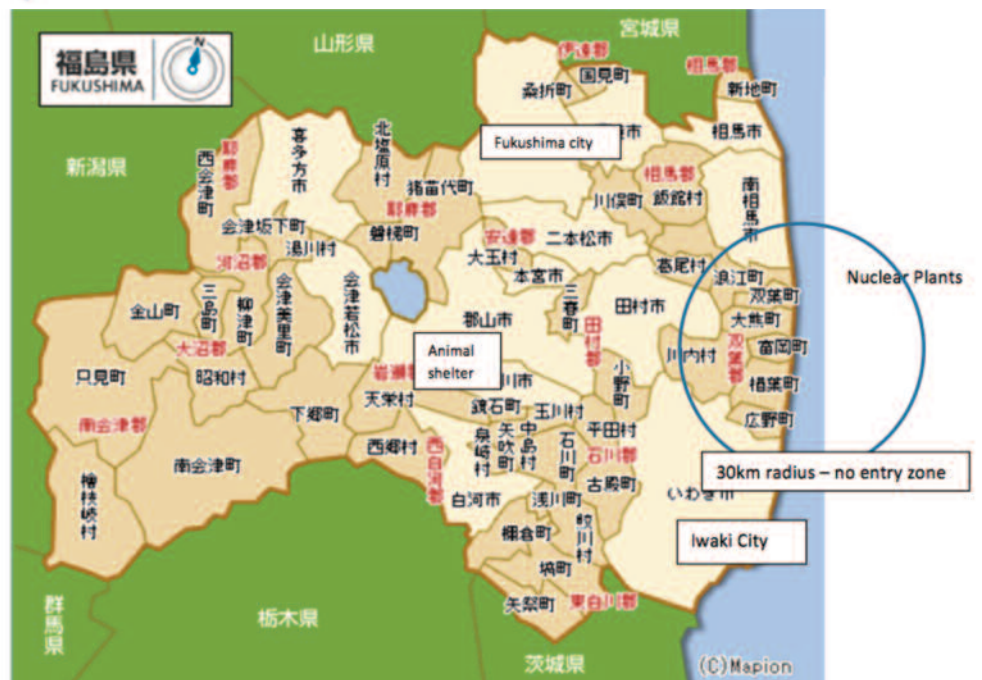 福島県
FUKUSHIMA
N
山形県
宮城県
伊達郡
国見町
桑折町
相馬郡
新地町
相馬市
市
Fukushima city
新潟県
喜多方市
北塩原村
耶麻郡
西会津町
猪苗代町
耶麻郡
磐梯町
相馬郡
飯館村
川俣町
南相馬市
会津坂下町
湯川村
河沼郡
安達郡
二本松市
大玉村
本宮市
葛尾村
浪江町
Nuclear Plants
双葉町
大熊町
双葉郡
富岡町
川内村
楢葉町
広野町
金山町
三島町
柳津町
会津美里町
会津若松市
郡山市
三春町
田村市
田村郡
大沼郡
昭和村
只見町
Animal
shelter
岩瀬
川市
小野町
天栄村
下郷町
鏡石町
玉川村
平田村
南会津郡
南会津町
西郷村
西白河郡
泉崎村
矢吹町
中島村
石川町
石川郡
古殿町
30km radius – no entry zone
檜枝岐村
白河市
浅川町
鮫川村
いわき市
Iwaki City
棚倉町
塙町
矢祭町
東白川郡
群馬県
栃木県
茨城県
(C)Mapion